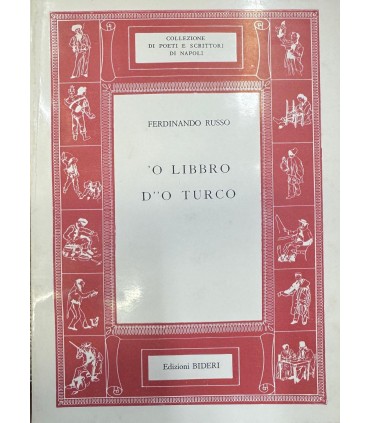 COLLEZIONE
DI POETI E SCRITTORI
DI NAPOLI
FERDINANDO RUSSO
'O LIBBRO
D''O TURCO
Edizioni BIDERI